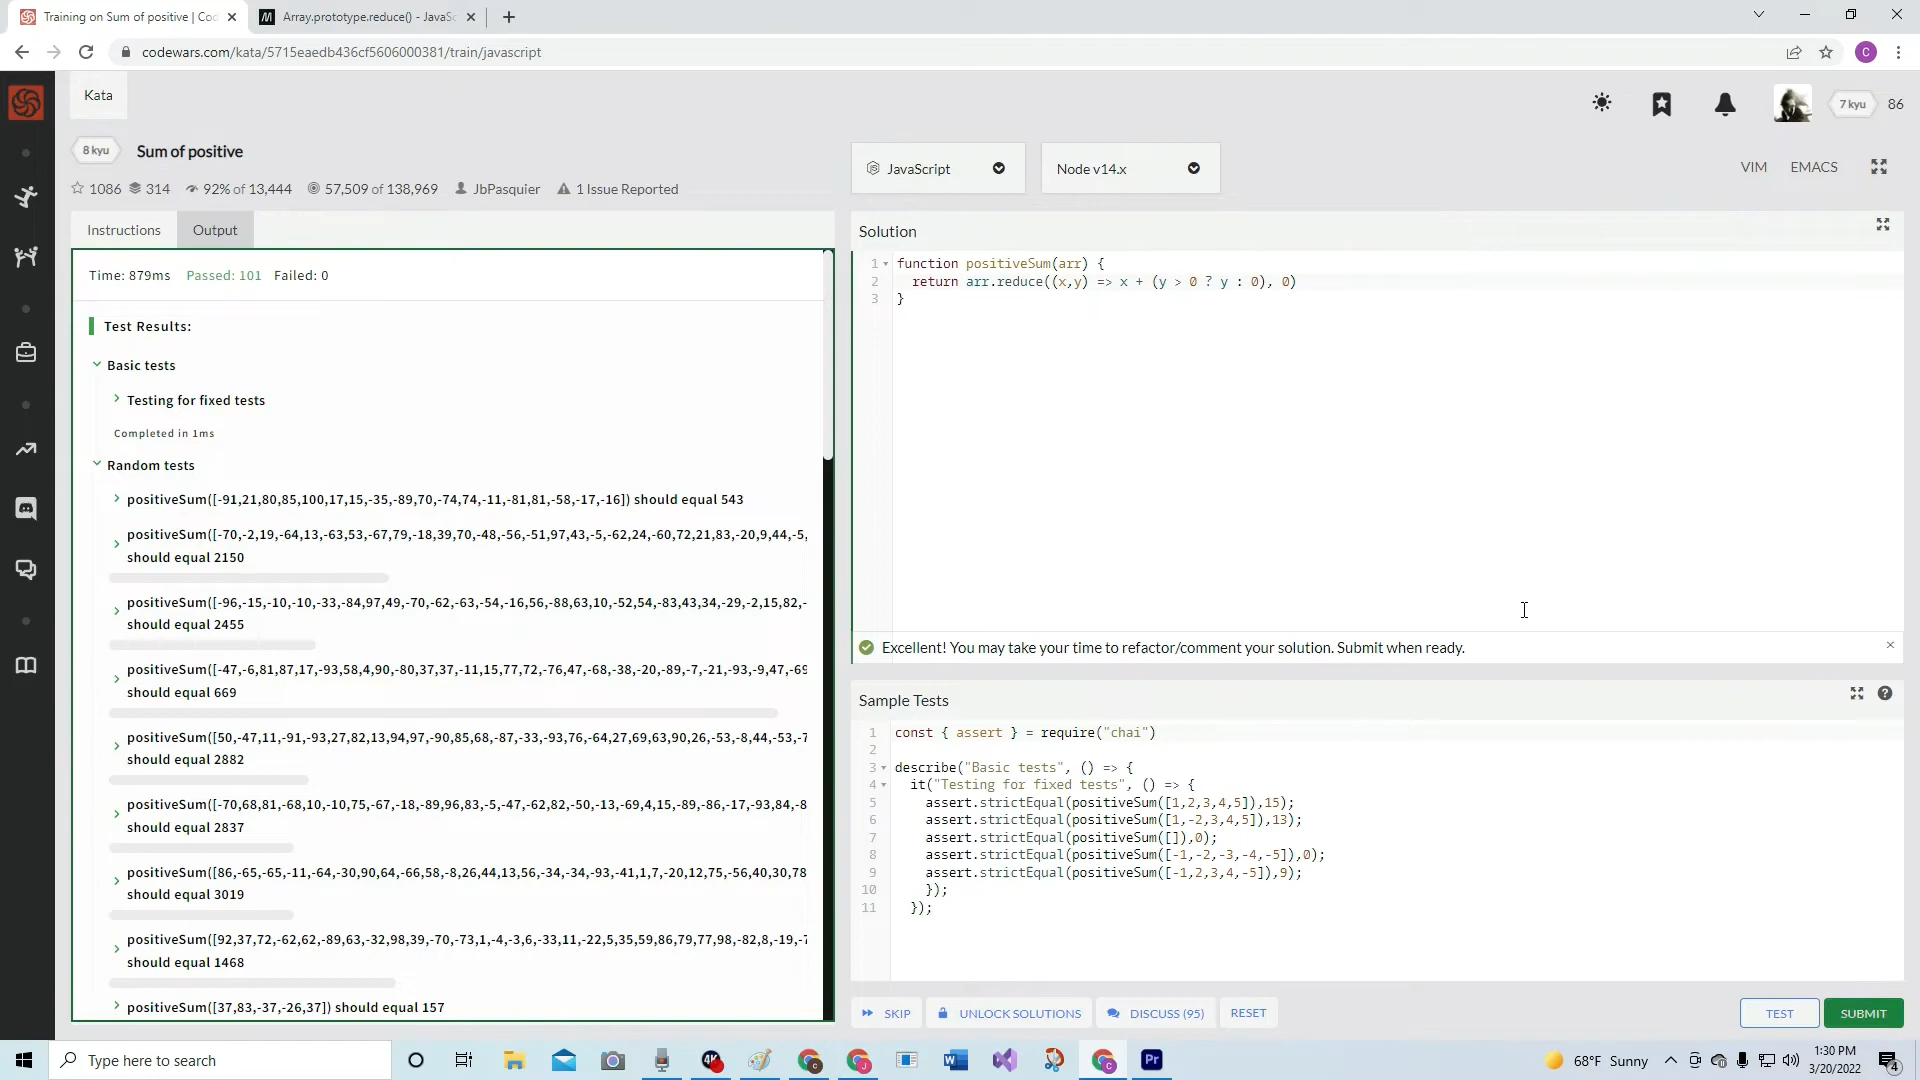 Training on Sum of positive | Coc
Array.prototype.reduce() - JavaSc
codewars.com/kata/5715eaedb436cf5606000381/train/javascript
C
Kata
7 kyu
86
8 kyu
Sum of positive
1086
314
92% of 13,444
57,509 of 138,969
JbPasquier
1 Issue Reported
JavaScript
Node v14.x
VIM
EMACS
Instructions
Output
Time: 879ms Passed: 101 Failed: 0
Test Results:
Basic tests
Testing for fixed tests
Completed in 1ms
Random tests
positiveSum([-91,21,80,85,100,17,15,-35,-89,70,-74,74,-11,-81,81,-58,-17,-16]) should equal 543
positiveSum([-70,-2,19,-64,13,-63,53,-67,79,-18,39,70,-48,-56,-51,97,43,-5,-62,24,-60,72,21,83,-20,9,44,-5,
should equal 2150
positiveSum([-96,-15,-10,-10,-33,-84,97,49,-70,-62,-63,-54,-16,56,-88,63,10,-52,54,-83,43,34,-29,-2,15,82,-
should equal 2455
positiveSum([-47,-6,81,87,17,-93,58,4,90,-80,37,37,-11,15,77,72,-76,47,-68,-38,-20,-89,-7,-21,-93,-9,47,-69
should equal 669
positiveSum([50,-47,11,-91,-93,27,82,13,94,97,-90,85,68,-87,-33,-93,76,-64,27,69,63,90,26,-53,-8,44,-53,-7
should equal 2882
positiveSum([-70,68,81,-68,10,-10,75,-67,-18,-89,96,83,-5,-47,-62,82,-50,-13,-69,4,15,-89,-86,-17,-93,84,-8
should equal 2837
positiveSum([86,-65,-65,-11,-64,-30,90,64,-66,58,-8,26,44,13,56,-34,-34,-93,-41,1,7,-20,12,75,-56,40,30,78
should equal 3019
positiveSum([92,37,72,-62,62,-89,63,-32,98,39,-70,-73,1,-4,-3,6,-33,11,-22,5,35,59,86,79,77,98,-82,8,-19,-7
should equal 1468
positiveSum([37,83,-37,-26,37]) should equal 157
Solution
1 function positiveSum(arr) {
2 return arr.reduce((x,y) => x + (y > 0 ? y : 0), 0)
3 }
Excellent! You may take your time to refactor/comment your solution. Submit when ready.
Sample Tests
1 const { assert } = require("chai")
2
3 describe("Basic tests", () => {
4 it("Testing for fixed tests", () => {
5 assert.strictEqual(positiveSum([1,2,3,4,5]),15);
6 assert.strictEqual(positiveSum([1,-2,3,4,5]),13);
7 assert.strictEqual(positiveSum([]),0);
8 assert.strictEqual(positiveSum([-1,-2,-3,-4,-5]),0);
9 assert.strictEqual(positiveSum([-1,2,3,4,-5]),9);
10 });
11 });
SKIP
UNLOCK SOLUTIONS
DISCUSS (95)
RESET
TEST
SUBMIT
Type here to search
68°F Sunny
1:30 PM
3/20/2022
4